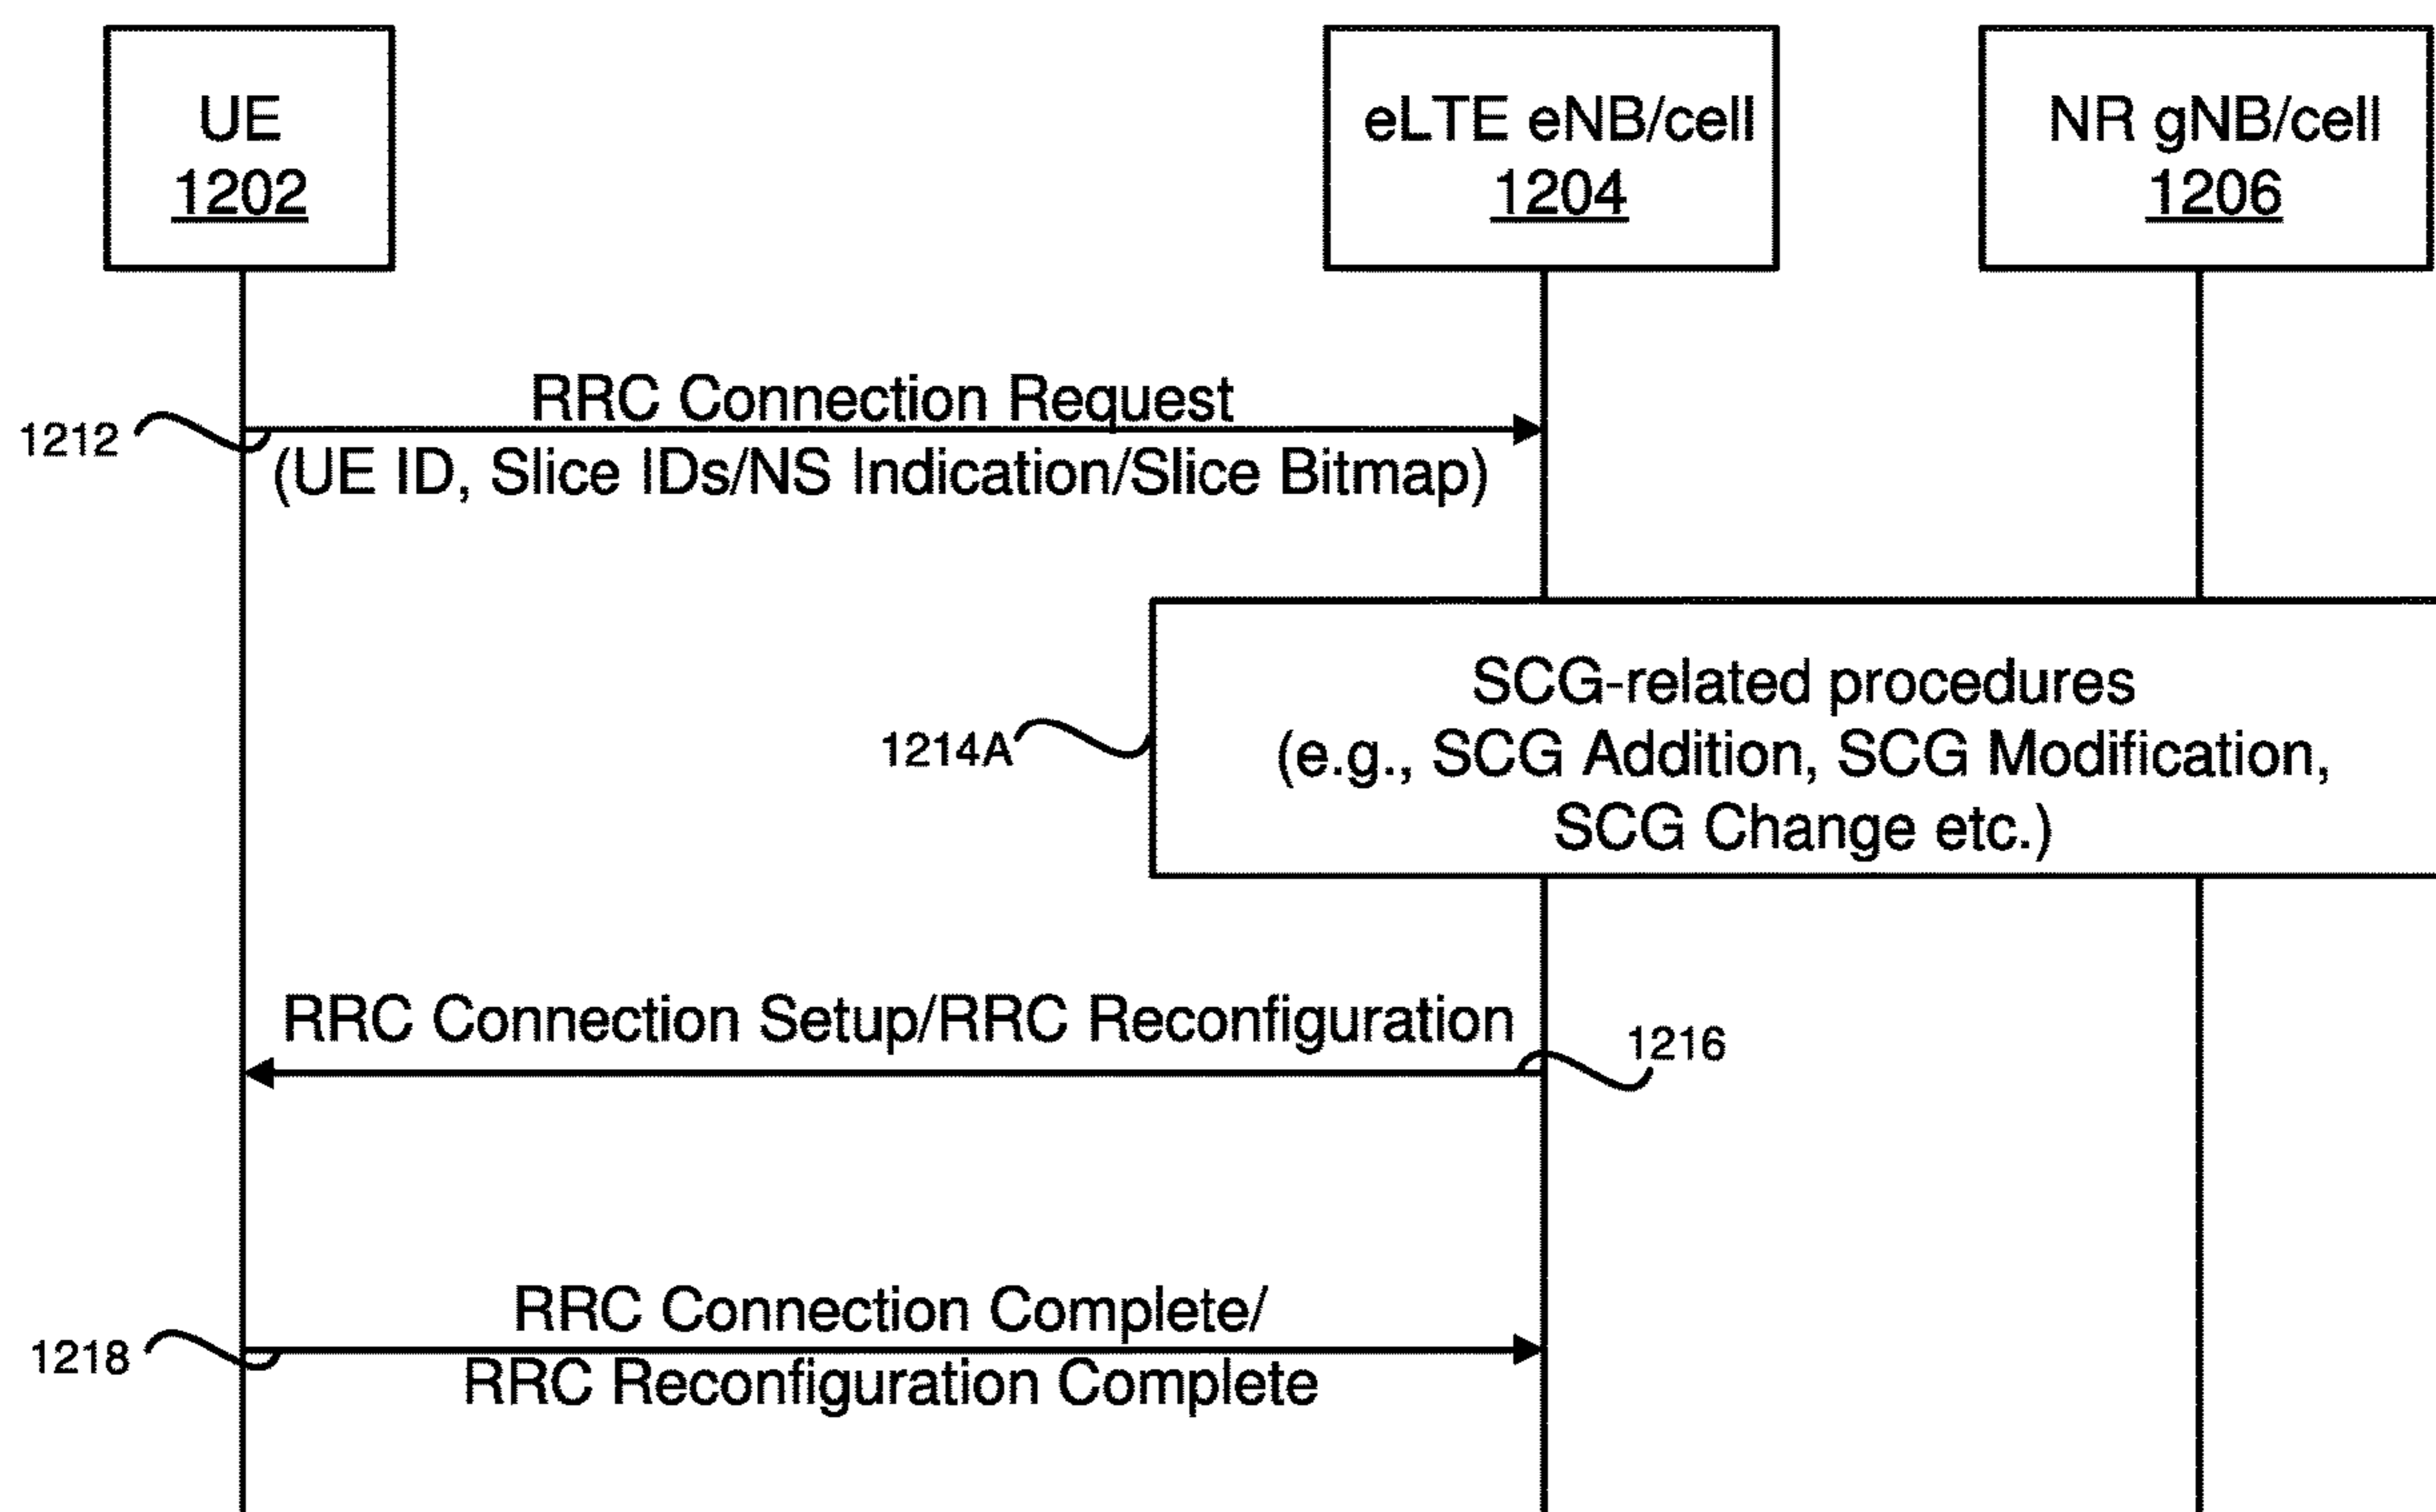 UE
1202
eLTE eNB/cell
1204
NR gNB/cell
1206
RRC Connection Request
1212
(UE ID, Slice IDs/NS Indication/Slice Bitmap)
SCG-related procedures
1214A
(e.g., SCG Addition, SCG Modification,
SCG Change etc.)
RRC Connection Setup/RRC Reconfiguration
1216
RRC Connection Complete/
1218
RRC Reconfiguration Complete